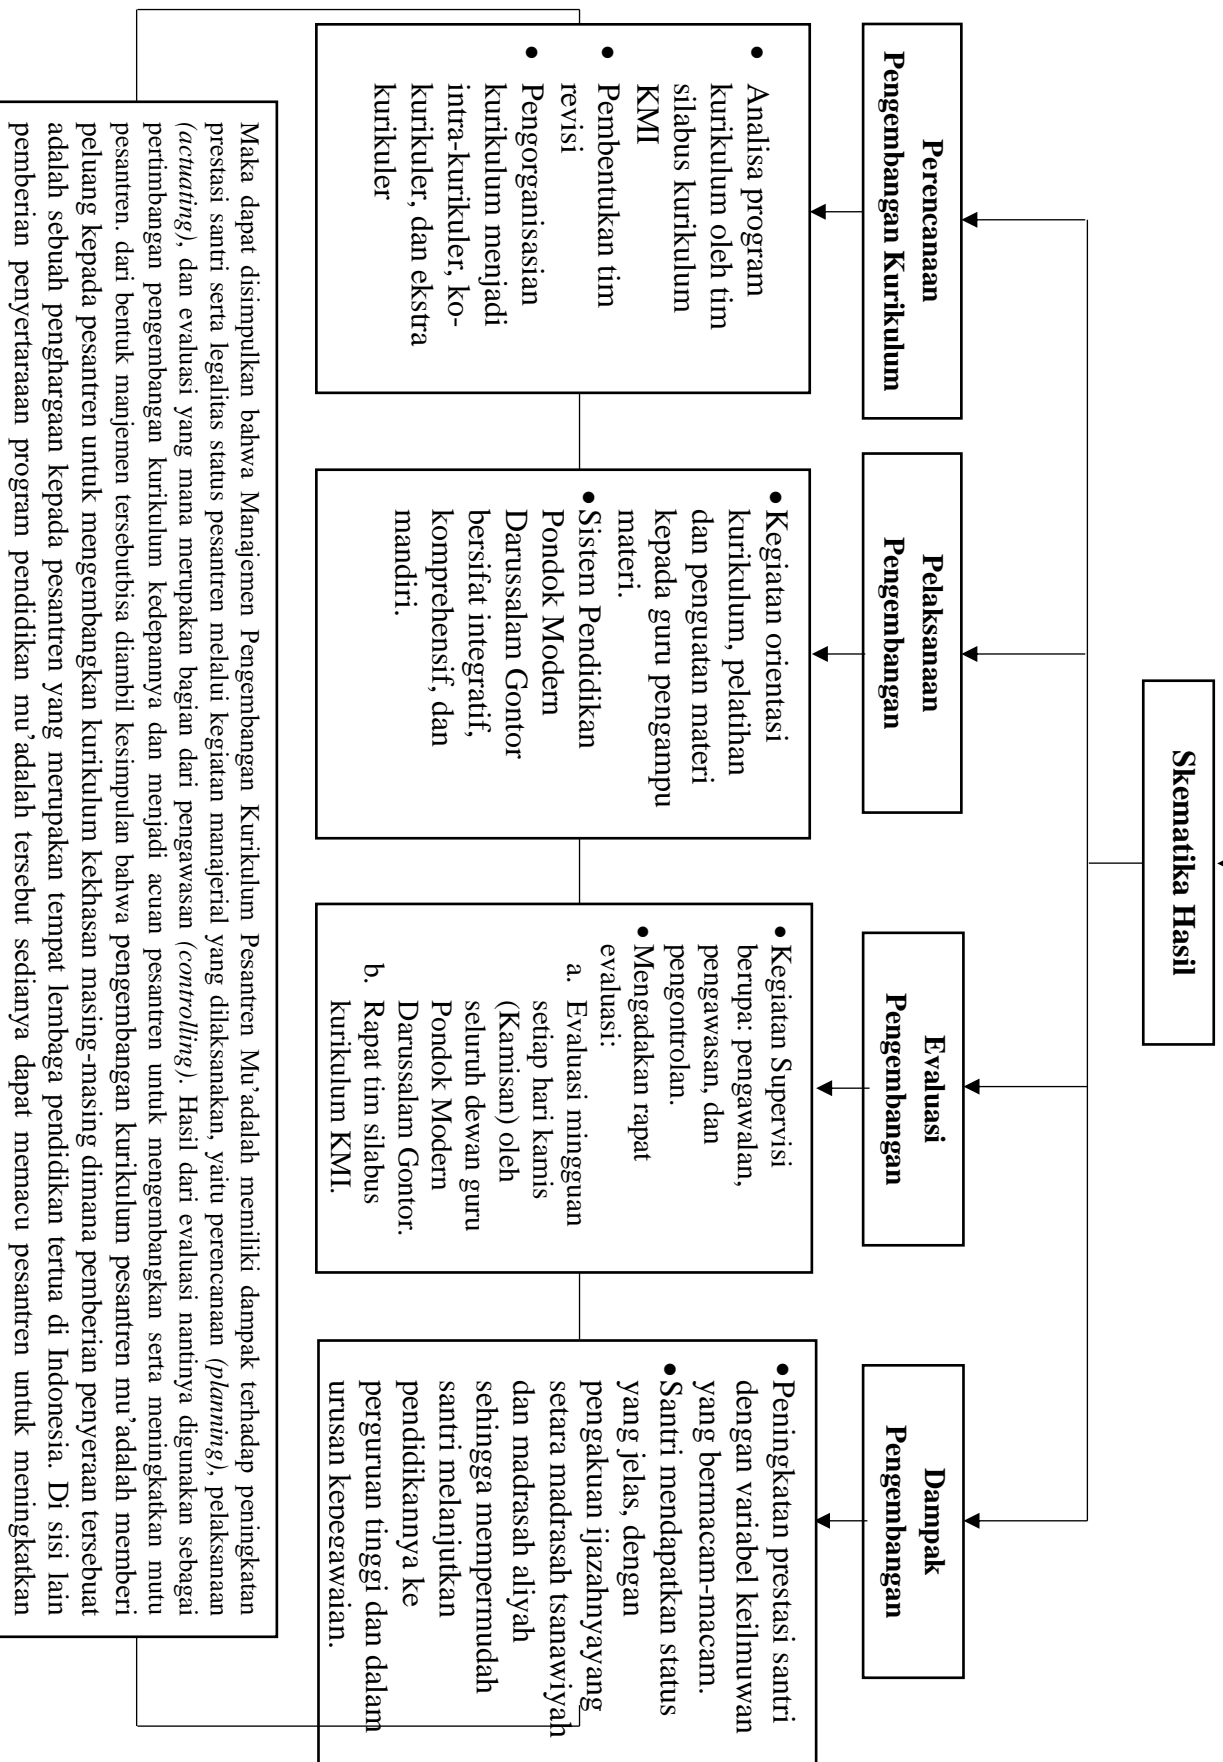 Skematika Hasil
Perencanaan
Pengembangan Kurikulum
• Analisa program
kurikulum oleh tim
silabus kurikulum
KMI
• Pembentukan tim
revisi
• Pengorganisasian
kurikulum menjadi
intra-kurikuler, ko-
kurikuler, dan ekstra
kurikuler
Pelaksanaan
Pengembangan
• Kegiatan orientasi
kurikulum, pelatihan
dan penguatan materi
kepada guru pengampu
materi.
• Sistem Pendidikan
Pondok Modern
Darussalam Gontor
bersifat integratif,
komprehensif, dan
mandiri.
Evaluasi
Pengembangan
• Kegiatan Supervisi
berupa: pengawalan,
pengawasan, dan
pengontrolan.
• Mengadakan rapat
evaluasi:
a. Evaluasi mingguan
setiap hari kamis
(Kamisan) oleh
seluruh dewan guru
Pondok Modern
Darussalam Gontor.
b. Rapat tim silabus
kurikulum KMI.
Dampak
Pengembangan
• Peningkatan prestasi santri
dengan variabel keilmuwan
yang bermacam-macam.
• Santri mendapatkan status
yang jelas, dengan
pengakuan ijazahnyayang
setara madrasah tsanawiyah
dan madrasah aliyah
sehingga mempermudah
santri melanjutkan
pendidikannya ke
perguruan tinggi dan dalam
urusan kepegawaian.
Maka dapat disimpulkan bahwa Manajemen Pengembangan Kurikulum Pesantren Mu’adalah memiliki dampak terhadap peningkatan
prestasi santri serta legalitas status pesantren melalui kegiatan manajerial yang dilaksanakan, yaitu perencanaan (planning), pelaksanaan
(actuating), dan evaluasi yang mana merupakan bagian dari pengawasan (controlling). Hasil dari evaluasi nantinya digunakan sebagai
pertimbangan pengembangan kurikulum kedepannya dan menjadi acuan pesantren untuk mengembangkan serta meningkatkan mutu
pesantren. dari bentuk manjemen tersebutbisa diambil kesimpulan bahwa pengembangan kurikulum pesantren mu’adalah memberi
peluang kepada pesantren untuk mengembangkan kurikulum kekhasan masing-masing dimana pemberian penyeraan tersebuat
adalah sebuah penghargaan kepada pesantren yang merupakan tempat lembaga pendidikan tertua di Indonesia. Di sisi lain
pemberian penyertaraaan program pendidikan mu’adalah tersebut sedianya dapat memacu pesantren untuk meningkatkan